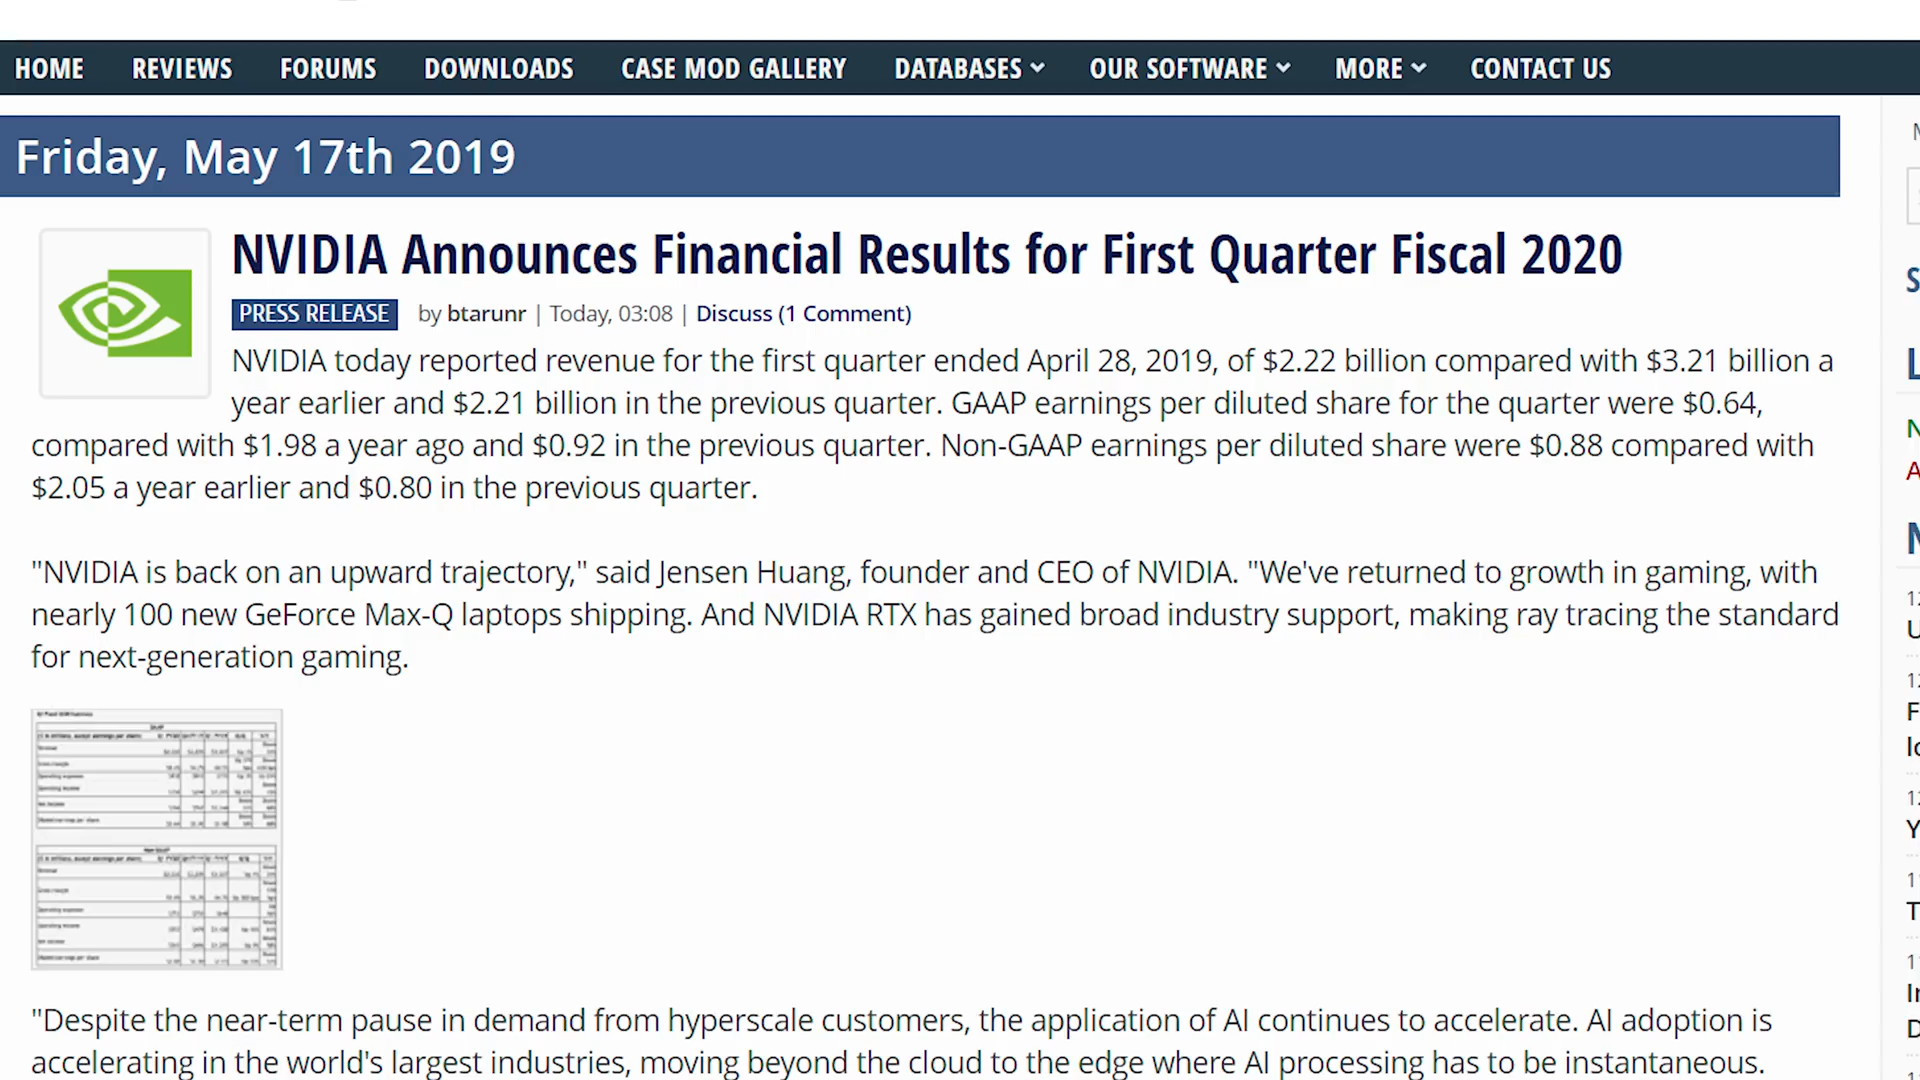 HOME REVIEWS FORUMS DOWNLOADS CASE MOD GALLERY DATABASES OUR SOFTWARE MORE CONTACT US
Friday, May 17th 2019
NVIDIA Announces Financial Results for First Quarter Fiscal 2020
PRESS RELEASE by btarunr | Today, 03:08 | Discuss (1 Comment)
NVIDIA today reported revenue for the first quarter ended April 28, 2019, of $2.22 billion compared with $3.21 billion a
year earlier and $2.21 billion in the previous quarter. GAAP earnings per diluted share for the quarter were $0.64,
compared with $1.98 a year ago and $0.92 in the previous quarter. Non-GAAP earnings per diluted share were $0.88 compared with
$2.05 a year earlier and $0.80 in the previous quarter.
"NVIDIA is back on an upward trajectory," said Jensen Huang, founder and CEO of NVIDIA. "We've returned to growth in gaming, with
nearly 100 new GeForce Max-Q laptops shipping. And NVIDIA RTX has gained broad industry support, making ray tracing the standard
for next-generation gaming.
"Despite the near-term pause in demand from hyperscale customers, the application of AI continues to accelerate. AI adoption is
accelerating in the world's largest industries, moving beyond the cloud to the edge where AI processing has to be instantaneous.